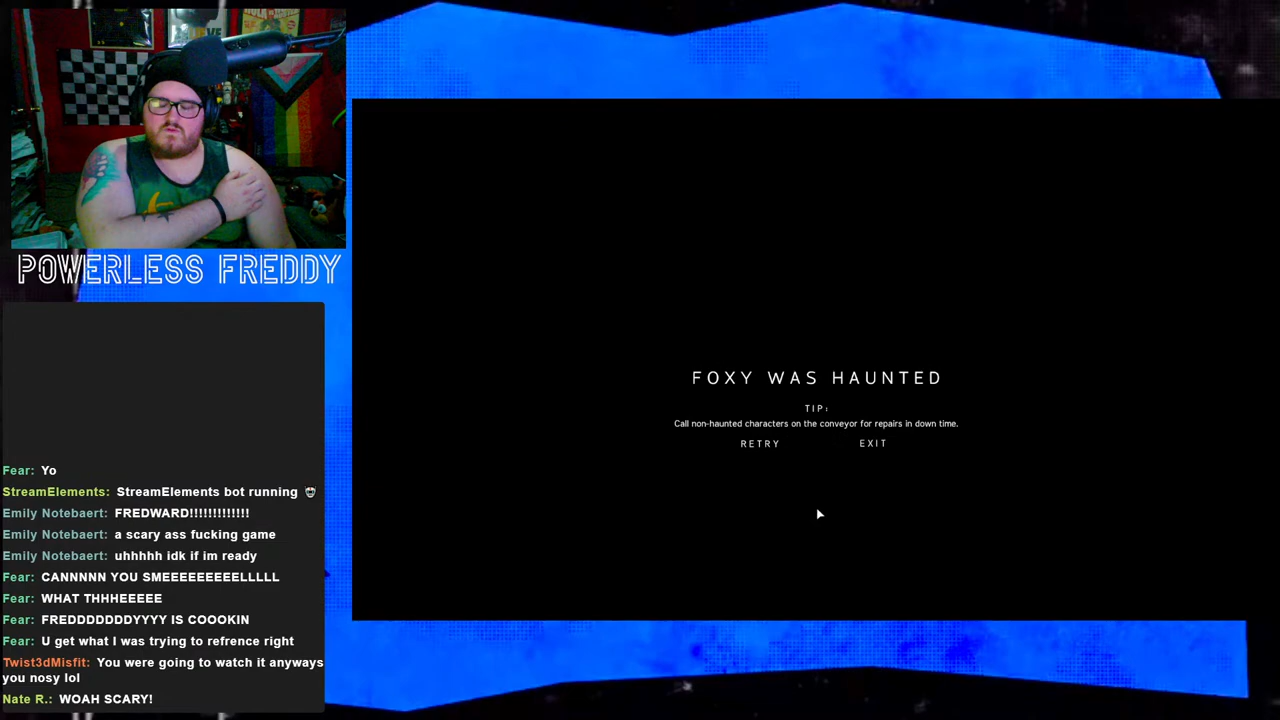 POWERLESS FREDDY
Fear: Yo
StreamElements: StreamElements bot running
Emily Notebaert: FREDWARD!!!!!!!!!!!!!
Emily Notebaert: a scary ass fucking game
Emily Notebaert: uhhhhh idk if im ready
Fear: CANNNNN YOU SMEEEEEEEEELLLLL
Fear: WHAT THHHEEEEE
Fear: FREDDDDDDDYYYY IS COOOKIN
Fear: U get what I was trying to refrence right
Twist3dMisfit: You were going to watch it anyways
you nosy lol
Nate R.: WOAH SCARY!
FOXY WAS HAUNTED
TIP:
Call non-haunted characters on the conveyor for repairs in down time.
RETRY EXIT